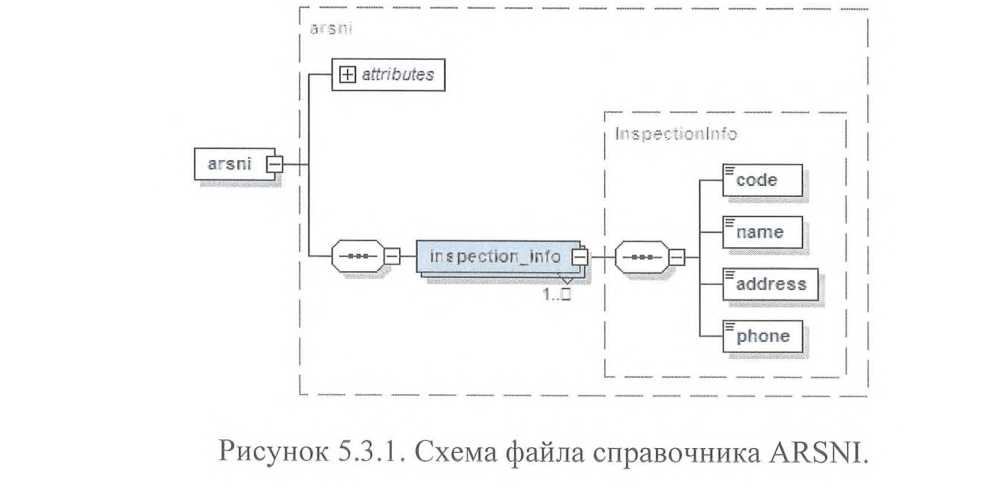 arsni
attributes
InspectionInfo
arsni
code
name
inspection_info
address
1..
phone
Рисунок 5.3.1. Схема файла справочника ARSNI.